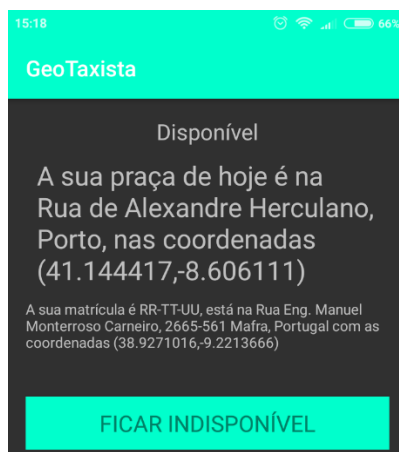 15:18 66%
GeoTaxista
Disponível
A sua praça de hoje é na
Rua de Alexandre Herculano,
Porto, nas coordenadas
(41.144417,-8.606111)
A sua matrícula é RR-TT-UU, está na Rua Eng. Manuel
Monterroso Carneiro, 2665-561 Mafra, Portugal com as
coordenadas (38.9271016,-9.2213666)
FICAR INDISPONÍVEL